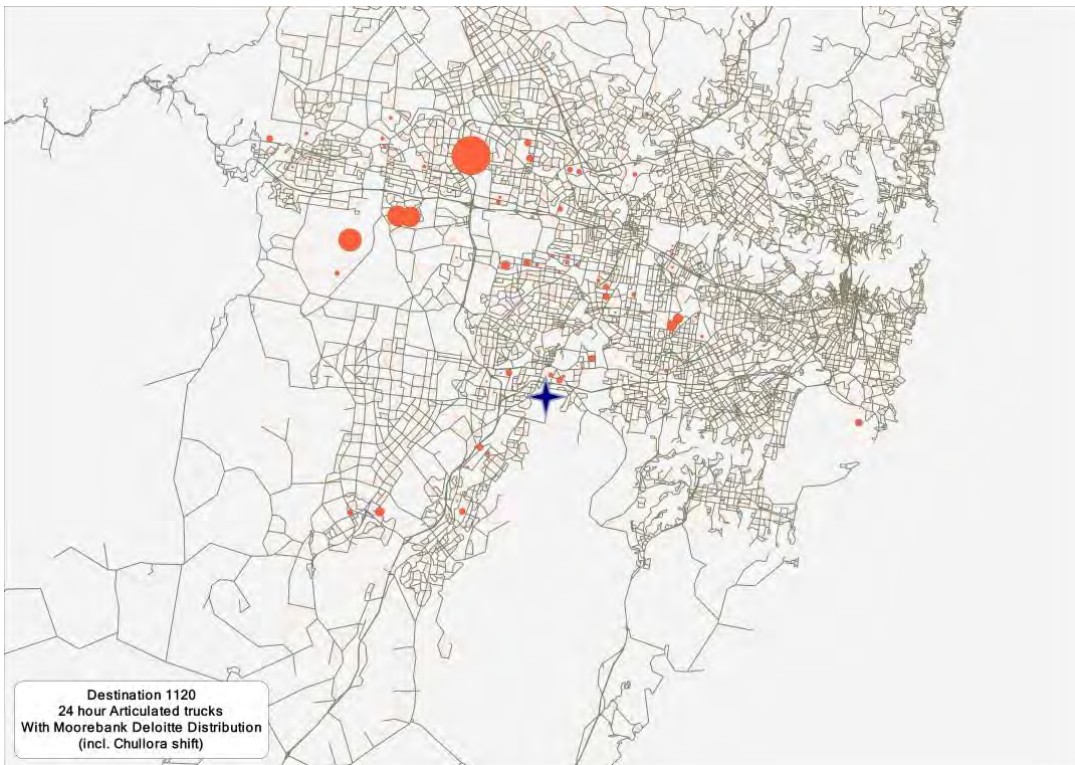 Destination 1120
24 hour Articulated trucks
With Moorebank Deloitte Distribution
(incl. Chullora shift)